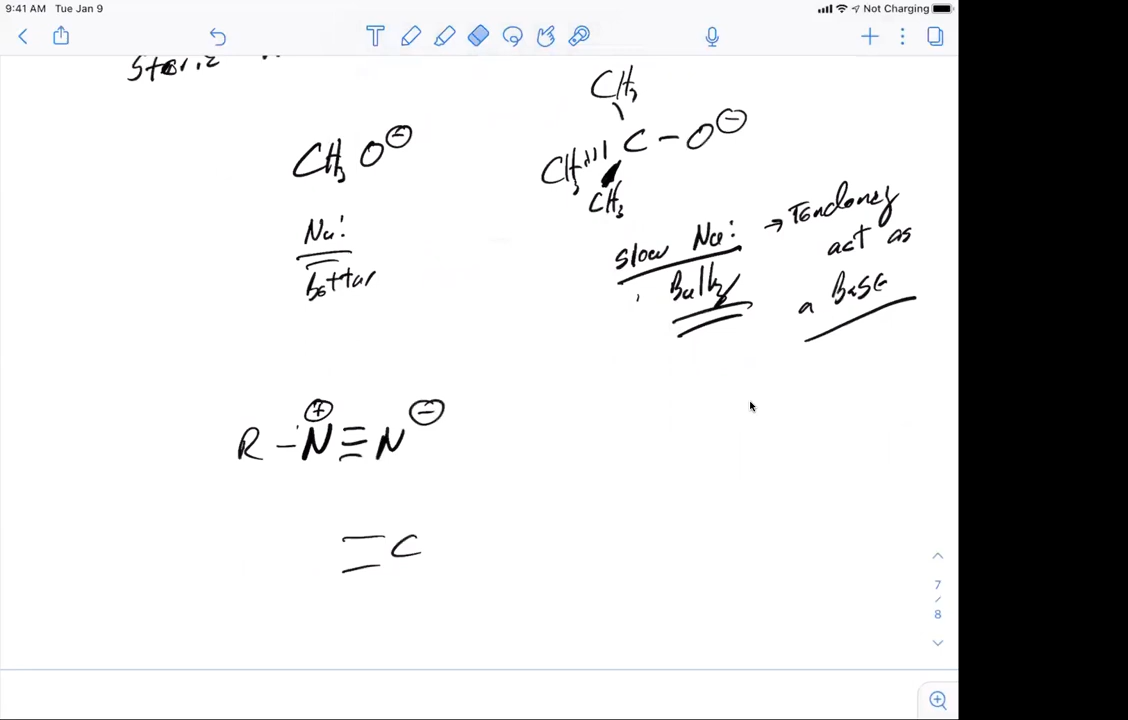 9:41 AM Tue Jan 9
Not Charging
CH3
CH3 O⊖
C – O⊖
CH3
CH3
Nu:
better
slow Nu: → Tendency
Bulky
act as
a Base
R – N⊕ ≡ N⊖
= C
7
/
8